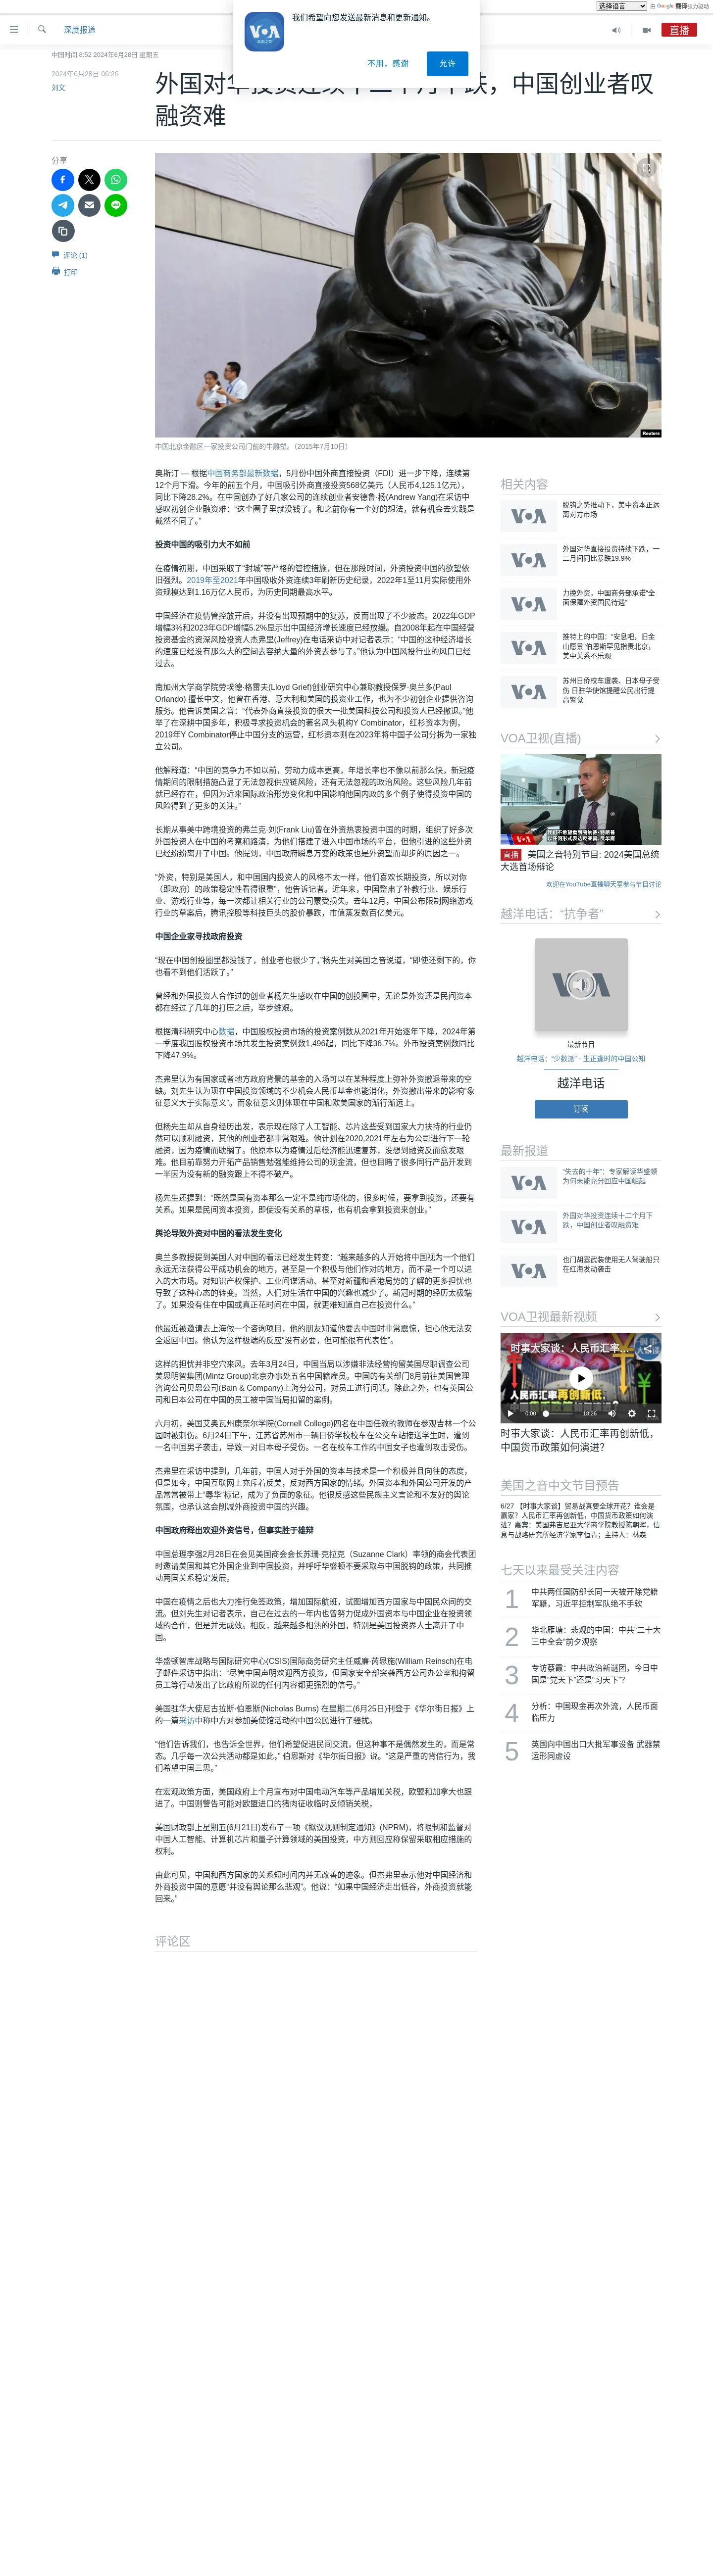 选择语言 由 Google 翻译强力驱动
我们希望向您发送最新消息和更新通知。
不用，感谢 允许
深度报道
直播
中国时间 8:52 2024年6月28日 星期五
2024年6月28日 06:26
刘文
外国对华投资连续十二个月下跌，中国创业者叹
融资难
分享
评论 (1)
打印
Reuters
中国北京金融区一家投资公司门前的牛雕塑。（2015年7月10日）
奥斯汀 — 根据中国商务部最新数据，5月份中国外商直接投资（FDI）进一步下降，连续第
12个月下滑。今年的前五个月，中国吸引外商直接投资568亿美元（人民币4,125.1亿元），
同比下降28.2%。在中国创办了好几家公司的连续创业者安德鲁·杨(Andrew Yang)在采访中
感叹初创企业融资难：“这个圈子里就没钱了。和之前你有一个好的想法，就有机会去实践是
截然不同了。”
投资中国的吸引力大不如前
在疫情初期，中国采取了“封城”等严格的管控措施，但在那段时间，外资投资中国的欲望依
旧强烈。2019年至2021年中国吸收外资连续3年刷新历史纪录，2022年1至11月实际使用外
资规模达到1.16万亿人民币，为历史同期最高水平。
中国经济在疫情管控放开后，并没有出现预期中的复苏，反而出现了不少疲态。2022年GDP
增幅3%和2023年GDP增幅5.2%显示出中国经济增长速度已经放缓。自2008年起在中国经营
投资基金的资深风险投资人杰弗里(Jeffrey)在电话采访中对记者表示：“中国的这种经济增长
的速度已经没有那么大的空间去容纳大量的外资去参与了。”他认为中国风投行业的风口已经
过去。
南加州大学商学院劳埃德·格雷夫(Lloyd Grief)创业研究中心兼职教授保罗·奥兰多(Paul
Orlando) 擅长中文，他曾在香港、意大利和美国的投资业工作，也为不少初创企业提供咨询
服务。他告诉美国之音：“代表外商直接投资的很大一批美国科技公司和投资人已经撤退。”他
举了在深耕中国多年，积极寻求投资机会的著名风头机构Y Combinator，红杉资本为例，
2019年Y Combinator停止中国分支的运营，红杉资本则在2023年将中国子公司分拆为一家独
立公司。
他解释道：“中国的竞争力不如以前，劳动力成本更高，年增长率也不像以前那么快，新冠疫
情期间的限制措施凸显了无法忽视供应链风险，还有无法忽视的政治风险。这些风险几年前
就已经存在，但因为近来国际政治形势变化和中国影响他国内政的多个例子使得投资中国的
风险得到了更多的关注。”
长期从事美中跨境投资的弗兰克·刘(Frank Liu)曾在外资热衷投资中国的时期，组织了好多次
外国投资人在中国的考察和路演，为他们搭建了进入中国市场的平台，但他引进的这些外资
已经纷纷离开了中国。他提到，中国政府瞬息万变的政策也是外资望而却步的原因之一。
“外资，特别是美国人，和中国国内投资人的风格不太一样，他们喜欢长期投资，所以对你
（即政府）的政策稳定性看得很重”，他告诉记者。近年来，中国整肃了补教行业、娱乐行
业、游戏行业等，每一次都让相关行业的公司蒙受损失。去年12月，中国公布限制网络游戏
行业的草案后，腾讯控股等科技巨头的股价暴跌，市值蒸发数百亿美元。
中国企业家寻找政府投资
“现在中国创投圈里都没钱了，创业者也很少了，”杨先生对美国之音说道，“即使还剩下的，你
也看不到他们活跃了。”
曾经和外国投资人合作过的创业者杨先生感叹在中国的创投圈中，无论是外资还是民间资本
都在经过了几年的打压之后，举步维艰。
根据清科研究中心数据，中国股权投资市场的投资案例数从2021年开始逐年下降，2024年第
一季度我国股权投资市场共发生投资案例数1,496起，同比下降36.7%。外币投资案例数同比
下降47.9%。
杰弗里认为有国家或者地方政府背景的基金的入场可以在某种程度上弥补外资撤退带来的空
缺。刘先生认为现在中国投资领域的不少机会人民币基金也能消化，外资撤出带来的影响“象
征意义大于实际意义”。而象征意义则体现在中国和欧美国家的渐行渐远上。
但杨先生却从自身经历出发，表示现在除了人工智能、芯片这些受到国家大力扶持的行业仍
然可以顺利融资，其他的创业者都非常艰难。他计划在2020,2021年左右为公司进行下一轮
融资，因为疫情而耽搁了。他原本以为疫情过后经济能迅速复苏，没想到融资反而愈发艰
难。他目前靠努力开拓产品销售勉强能维持公司的现金流，但也目睹了很多同行产品开发到
一半因为没有新的融资跟上不得不破产。
杨先生还提到：“既然是国有资本那么一定不是纯市场化的，很多时候，要拿到投资，还要有
关系。如果是民间资本投资，即使没有关系的草根，也有机会拿到投资来创业。”
舆论导致外资对中国的看法发生变化
奥兰多教授提到美国人对中国的看法已经发生转变：“越来越多的人开始将中国视为一个他们
永远无法获得公平成功机会的地方，甚至是一个积极与他们作对的地方，而不是一个可以进
入的大市场。对知识产权保护、工业间谍活动、甚至对新疆和香港局势的了解的更多担忧也
导致了这种心态的转变。当然，人们对生活在中国的兴趣也减少了。新冠时期的经历太极端
了。如果没有住在中国或真正花时间在中国，就更难知道自己在投资什么。”
他最近被邀请去上海做一个咨询项目，他的朋友知道他要去中国时非常震惊，担心他无法安
全返回中国。他认为这样极端的反应“没有必要，但可能很有代表性”。
这样的担忧并非空穴来风。去年3月24日，中国当局以涉嫌非法经营拘留美国尽职调查公司
美思明智集团(Mintz Group)北京办事处五名中国籍雇员。中国的有关部门8月前往美国管理
咨询公司贝恩公司(Bain & Company)上海分公司，对员工进行问话。除此之外，也有英国公
司和日本公司在中国的员工被中国当局扣留的案例。
六月初，美国艾奥瓦州康奈尔学院(Cornell College)四名在中国任教的教师在参观吉林一个公
园时被刺伤。6月24日下午，江苏省苏州市一辆日侨学校校车在公交车站接送学生时，遭到
一名中国男子袭击，导致一对日本母子受伤。一名在校车工作的中国女子也遭到攻击受伤。
杰弗里在采访中提到，几年前，中国人对于外国的资本与技术是一个积极并且向往的态度，
但是如今，中国互联网上充斥着民族主义，反对西方国家的情绪。外国资本和外国公司开发的产
品常常被带上“辱华”标记，成为了负面的象征。他很反感这些民族主义言论和不友好的舆论
氛围，也承认这会削减外商投资中国的兴趣。
中国政府释出欢迎外资信号，但事实胜于雄辩
中国总理李强2月28日在会见美国商会会长苏珊·克拉克（Suzanne Clark）率领的商会代表团
时邀请美国和其它外国企业到中国投资，并呼吁华盛顿不要采取与中国脱钩的政策，共同推
动两国关系稳定发展。
中国在疫情之后也大力推行免签政策，增加国际航班，试图增加西方国家与中国民众间的交
流。但刘先生对记者表示，自己在过去的一年内也曾努力促成外国资本与中国企业在投资领
域的合作，但是并无成效。相反，越来越多相熟的外国，特别是美国投资界人士离开了中
国。
华盛顿智库战略与国际研究中心(CSIS)国际商务研究主任威廉·芮恩施(William Reinsch)在电
子邮件采访中指出：“尽管中国声明欢迎西方投资，但国家安全部突袭西方公司办公室和拘留
员工等行动发出了比政府所说的任何内容都更强烈的信号。”
美国驻华大使尼古拉斯·伯恩斯(Nicholas Burns) 在星期二(6月25日)刊登于《华尔街日报》上
的一篇采访中称中方对参加美使馆活动的中国公民进行了骚扰。
“他们告诉我们，也告诉全世界，他们希望促进民间交流，但这种事不是偶然发生的，而是常
态。几乎每一次公共活动都是如此，” 伯恩斯对《华尔街日报》说。“这是严重的背信行为，我
们希望中国三思。”
在宏观政策方面，美国政府上个月宣布对中国电动汽车等产品增加关税，欧盟和加拿大也跟
进了。中国则警告可能对欧盟进口的猪肉征收临时反倾销关税，
美国财政部上星期五(6月21日)发布了一项《拟议规则制定通知》(NPRM)，将限制和监督对
中国人工智能、计算机芯片和量子计算领域的美国投资，中方则回应称保留采取相应措施的
权利。
由此可见，中国和西方国家的关系短时间内并无改善的迹象。但杰弗里表示他对中国经济和
外商投资中国的意愿“并没有舆论那么悲观”。他说：“如果中国经济走出低谷，外商投资就能
回来。”
评论区
相关内容
脱钩之势推动下，美中资本正远
离对方市场
外国对华直接投资持续下跌，一
二月间同比暴跌19.9%
力挽外资，中国商务部承诺“全
面保障外资国民待遇”
推特上的中国：“安息吧，旧金
山愿景”伯恩斯罕见指责北京，
美中关系不乐观
苏州日侨校车遭袭、日本母子受
伤 日驻华使馆提醒公民出行提
高警觉
VOA卫视(直播)
直播 美国之音特别节目: 2024美国总统
大选首场辩论
欢迎在YouTube直播聊天室参与节目讨论
越洋电话：“抗争者”
VOA
最新节目
越洋电话：“少数派” - 生正逢时的中国公知
越洋电话
订阅
最新报道
“失去的十年”：专家解读华盛顿
为何未能充分回应中国崛起
外国对华投资连续十二个月下
跌，中国创业者叹融资难
也门胡塞武装使用无人驾驶船只
在红海发动袭击
VOA卫视最新视频
时事大家谈：人民币汇率...
人民币汇率再创新低，
0:00 18:26
时事大家谈：人民币汇率再创新低，
中国货币政策如何演进？
美国之音中文节目预告
6/27 【时事大家谈】贸易战真要全球开花？谁会是
赢家？人民币汇率再创新低，中国货币政策如何演
进？嘉宾：美国弗吉尼亚大学商学院教授陈朝晖，信
息与战略研究所经济学家李恒青；主持人：林森
七天以来最受关注内容
1 中共两任国防部长同一天被开除党籍
军籍，习近平控制军队绝不手软
2 华北雁塘：悲观的中国：中共“二十大
三中全会”前夕观察
3 专访蔡霞：中共政治新谜团，今日中
国是“党天下”还是“习天下”？
4 分析：中国现金再次外流，人民币面
临压力
5 英国向中国出口大批军事设备 武器禁
运形同虚设